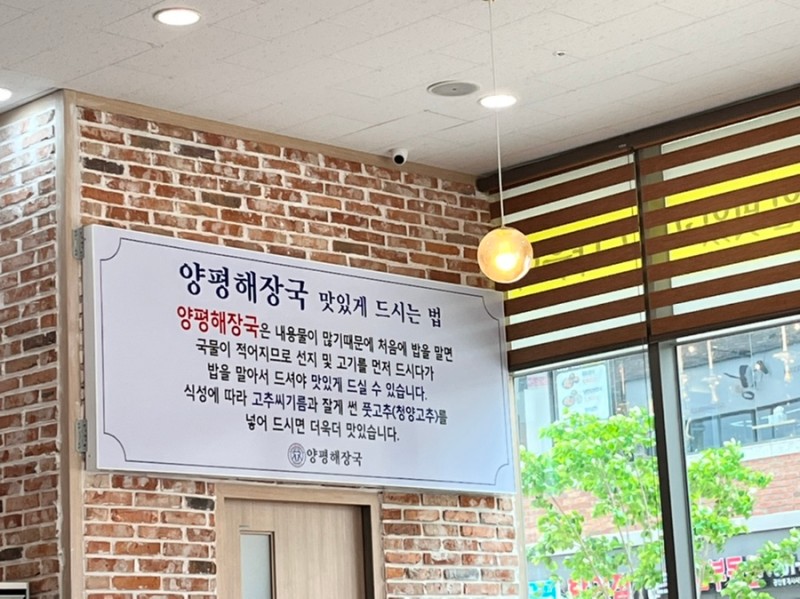 양평해장국 맛있게 드시는 법
양평해장국은 내용물이 많기때문에 처음에 밥을 말면
국물이 적어지므로 선지 및 고기를 먼저 드시다가
밥을 말아서 드셔야 맛있게 드실 수 있습니다.
식성에 따라 고추씨기름과 잘게 썬 풋고추(청양고추)를
넣어 드시면 더욱더 맛있습니다.
양평해장국